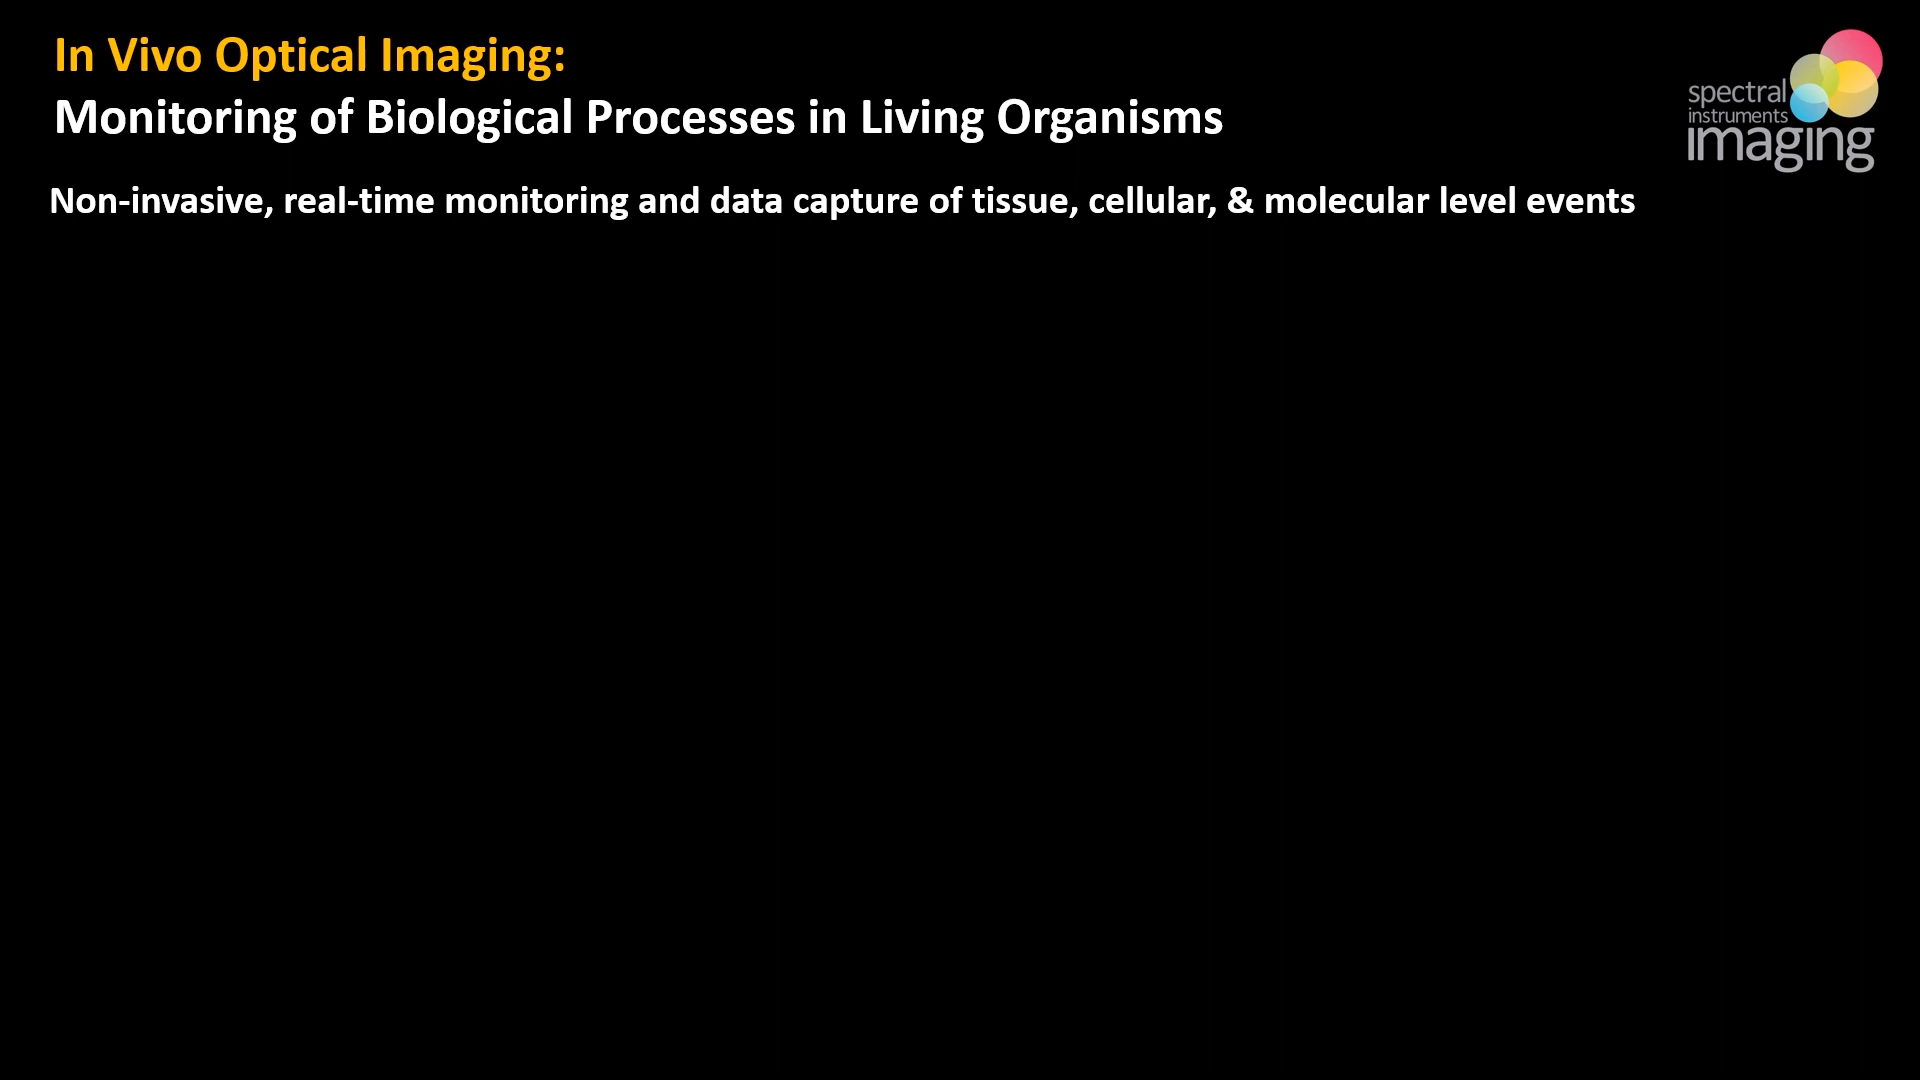 In Vivo Optical Imaging:
Monitoring of Biological Processes in Living Organisms
spectral
instruments
imaging
Non-invasive, real-time monitoring and data capture of tissue, cellular, & molecular level events